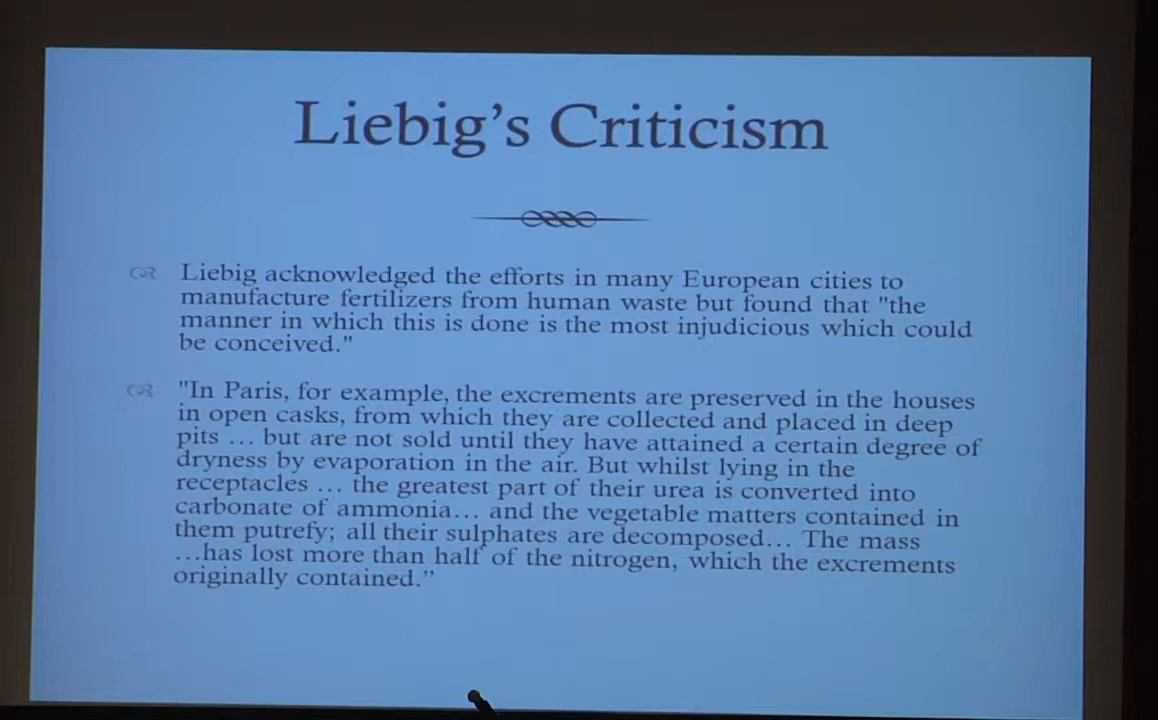 Liebig’s Criticism
Liebig acknowledged the efforts in many European cities to
manufacture fertilizers from human waste but found that "the
manner in which this is done is the most injudicious which could
be conceived."
"In Paris, for example, the excrements are preserved in the houses
in open casks, from which they are collected and placed in deep
pits … but are not sold until they have attained a certain degree of
dryness by evaporation in the air. But whilst lying in the
receptacles … the greatest part of their urea is converted into
carbonate of ammonia… and the vegetable matters contained in
them putrefy; all their sulphates are decomposed… The mass
…has lost more than half of the nitrogen, which the excrements
originally contained.”